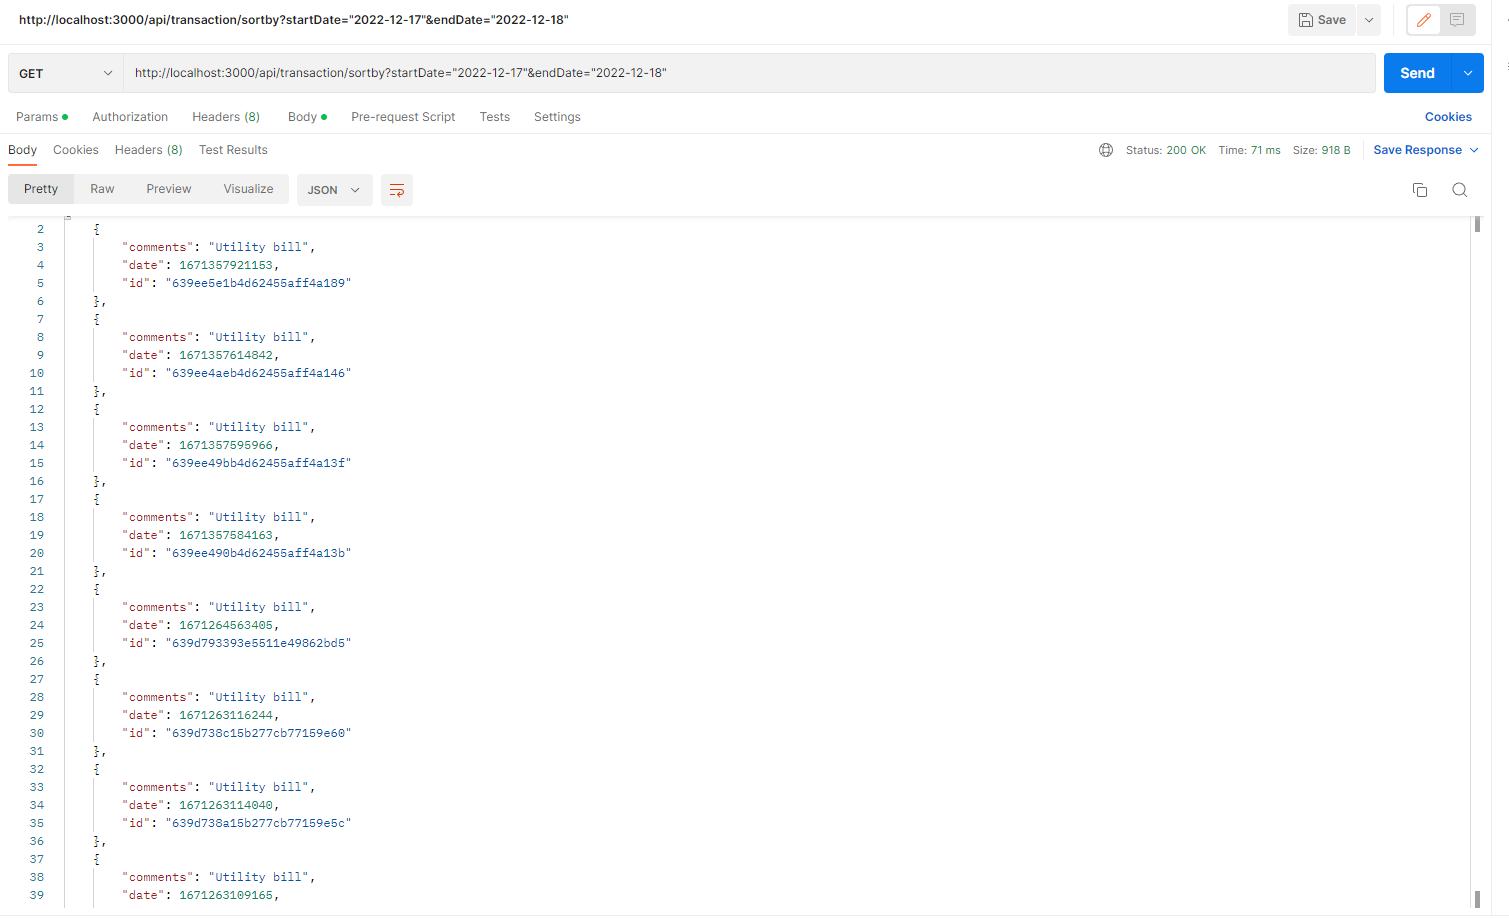 http://localhost:3000/api/transaction/sortby?startDate="2022-12-17"&endDate="2022-12-18"
Save
GET
http://localhost:3000/api/transaction/sortby?startDate="2022-12-17"&endDate="2022-12-18"
Send
Params Authorization Headers (8) Body Pre-request Script Tests Settings Cookies
Body Cookies Headers (8) Test Results Status: 200 OK Time: 71 ms Size: 918 B Save Response
Pretty Raw Preview Visualize JSON
2 {
3 "comments": "Utility bill",
4 "date": 1671357921153,
5 "id": "639ee5e1b4d62455aff4a189"
6 },
7 {
8 "comments": "Utility bill",
9 "date": 1671357614842,
10 "id": "639ee4aeb4d62455aff4a146"
11 },
12 {
13 "comments": "Utility bill",
14 "date": 1671357595966,
15 "id": "639ee49bb4d62455aff4a13f"
16 },
17 {
18 "comments": "Utility bill",
19 "date": 1671357584163,
20 "id": "639ee490b4d62455aff4a13b"
21 },
22 {
23 "comments": "Utility bill",
24 "date": 1671264563405,
25 "id": "639d793393e5511e49862bd5"
26 },
27 {
28 "comments": "Utility bill",
29 "date": 1671263116244,
30 "id": "639d738c15b277cb77159e60"
31 },
32 {
33 "comments": "Utility bill",
34 "date": 1671263114040,
35 "id": "639d738a15b277cb77159e5c"
36 },
37 {
38 "comments": "Utility bill",
39 "date": 1671263109165,